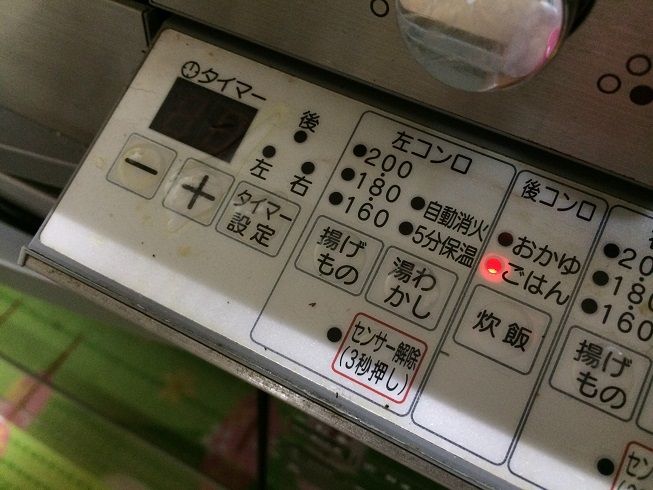 タイマー
後
左 右
－ ＋ タイマー設定
左コンロ
200
180
160
自動消火
5分保温
揚げもの
湯わかし
センサー解除
(3秒押し)
後コンロ
おかゆ
ごはん
炊飯
200
180
160
揚げもの